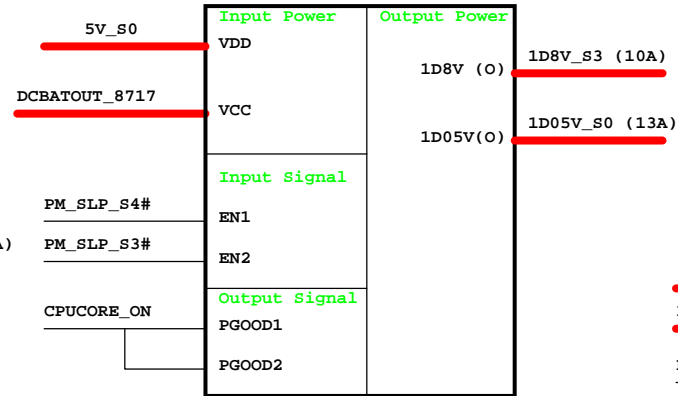 Input Power
Output Power
5V_S0
VDD
1D8V (O)
1D8V_S3 (10A)
DCBATOUT_8717
VCC
1D05V(O)
1D05V_S0 (13A)
Input Signal
PM_SLP_S4#
EN1
PM_SLP_S3#
EN2
Output Signal
CPUCORE_ON
PGOOD1
PGOOD2